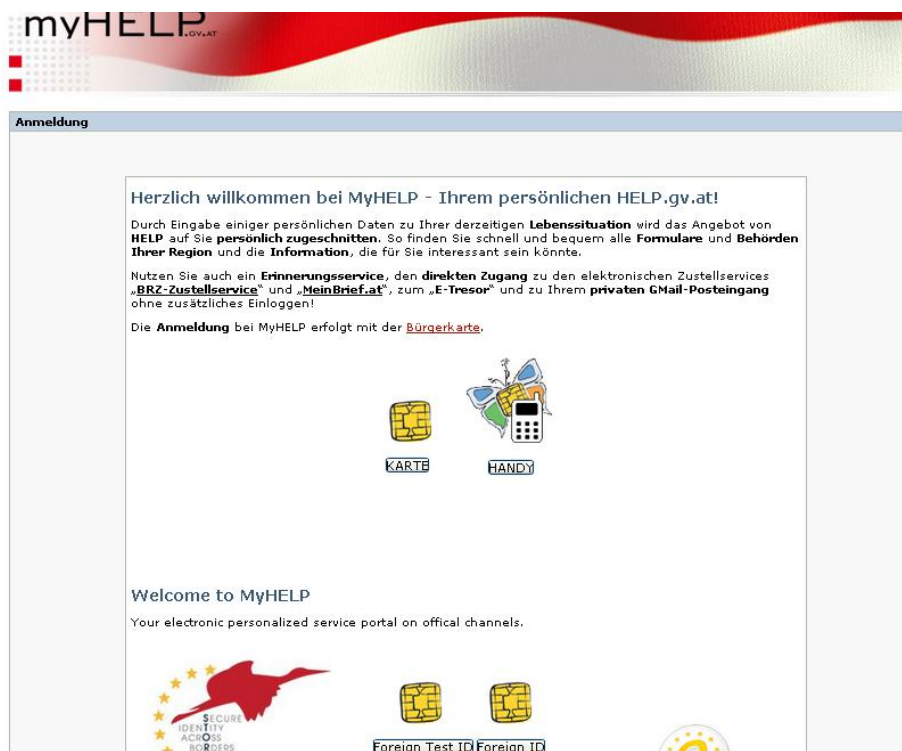 myHELP.GV.AT
Anmeldung
Herzlich willkommen bei MyHELP - Ihrem persönlichen HELP.gv.at!
Durch Eingabe einiger persönlichen Daten zu Ihrer derzeitigen Lebenssituation wird das Angebot von
HELP auf Sie persönlich zugeschnitten. So finden Sie schnell und bequem alle Formulare und Behörden
Ihrer Region und die Information, die für Sie interessant sein könnte.
Nutzen Sie auch ein Erinnerungsservice, den direkten Zugang zu den elektronischen Zustellservices
„BRZ-Zustellservice“ und „MeinBrief.at“, zum „E-Tresor“ und zu Ihrem privaten GMail-Posteingang
ohne zusätzliches Einloggen!
Die Anmeldung bei MyHELP erfolgt mit der Bürgerkarte.
KARTE HANDY
Welcome to MyHELP
Your electronic personalized service portal on offical channels.
SECURE
IDENTITY
ACROSS
BORDERS
Foreign Test ID Foreign ID